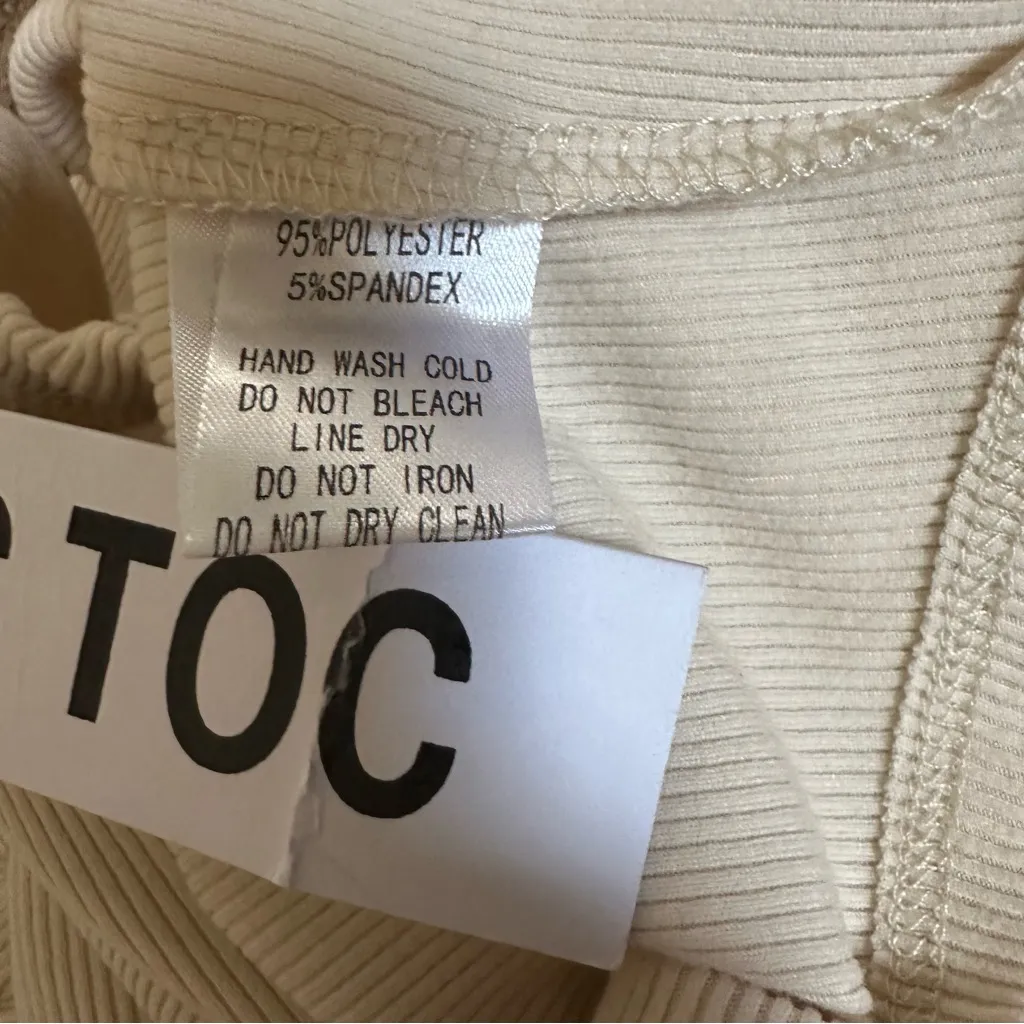 95%POLYESTER
5%SPANDEX
HAND WASH COLD
DO NOT BLEACH
LINE DRY
DO NOT IRON
DO NOT DRY CLEAN
TOC